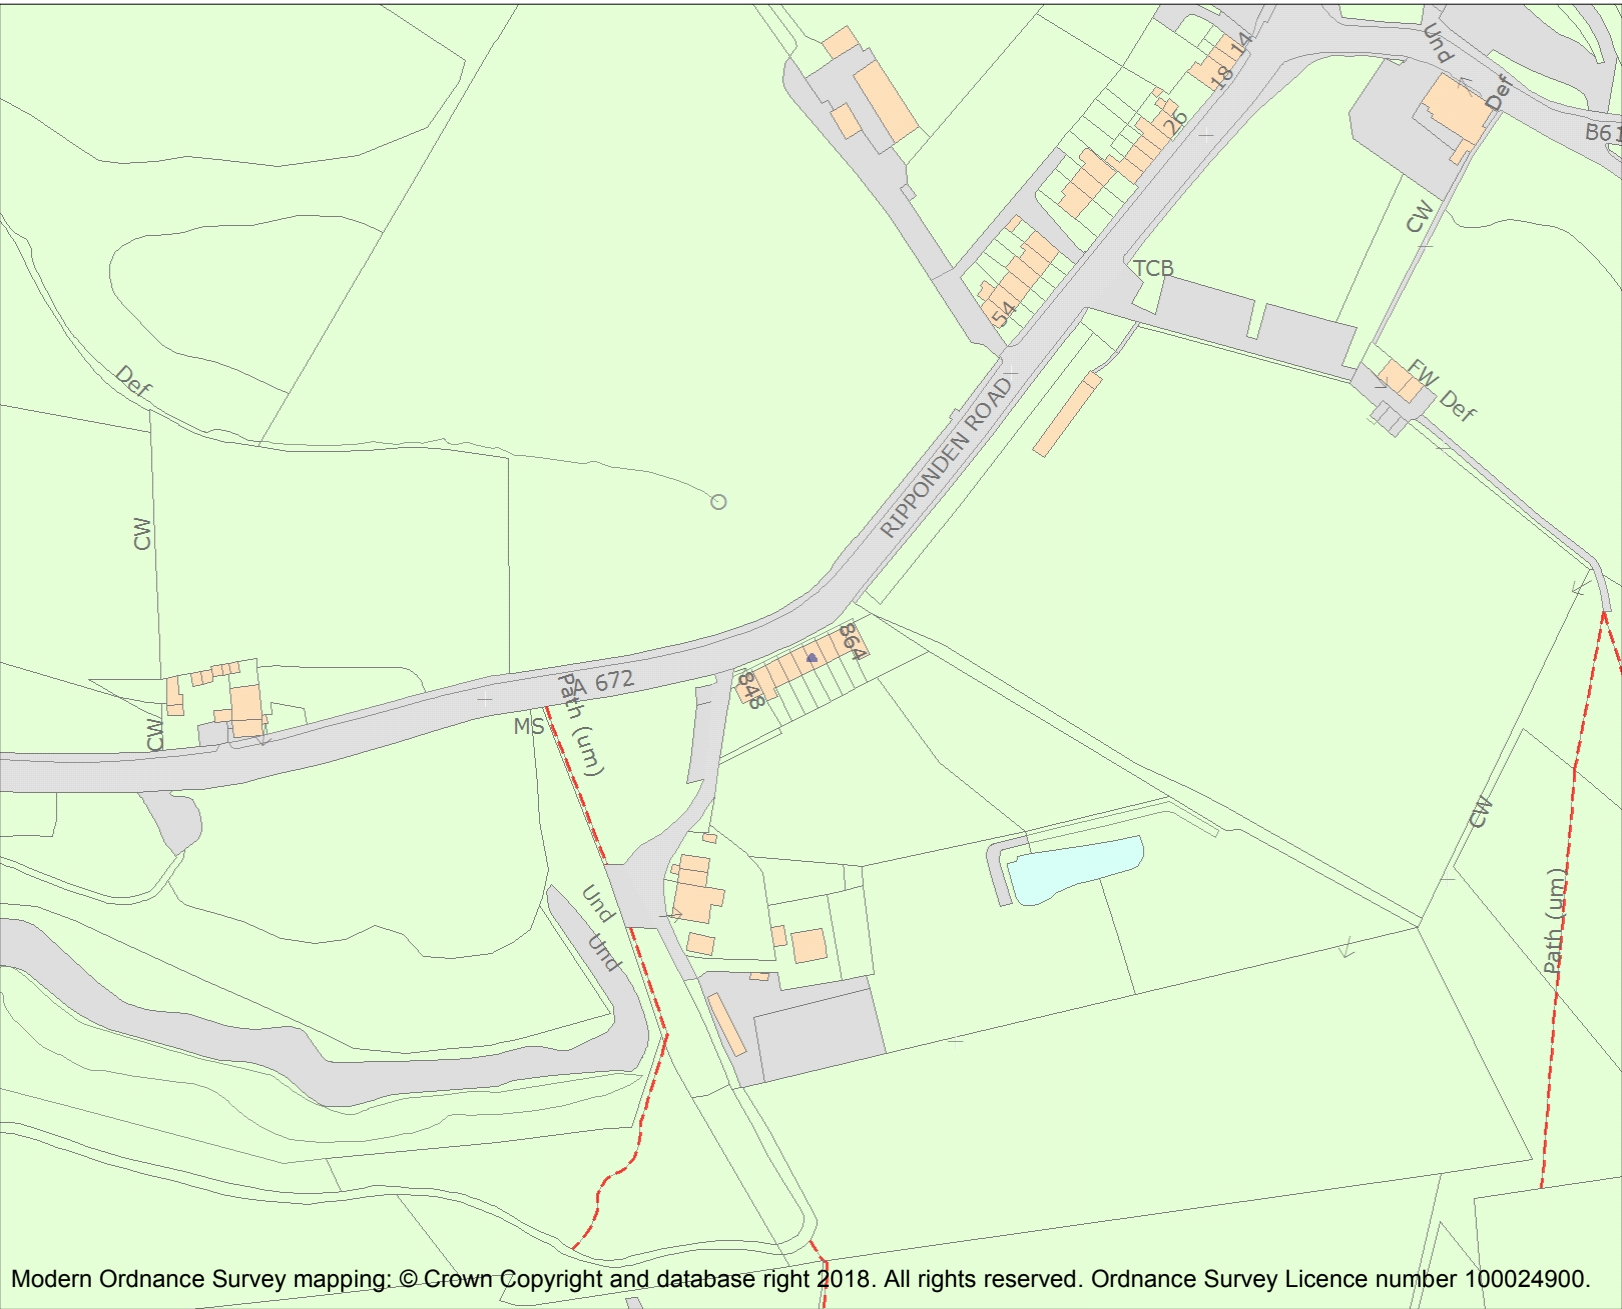 14
18
Und
Def
B61
26
CW
TCB
54
FW
Def
Def
RIPPONDEN ROAD
CW
864
A 672
848
Path (um)
MS
CW
CW
Und
Und
Path (um)
Modern Ordnance Survey mapping: © Crown Copyright and database right 2018. All rights reserved. Ordnance Survey Licence number 100024900.